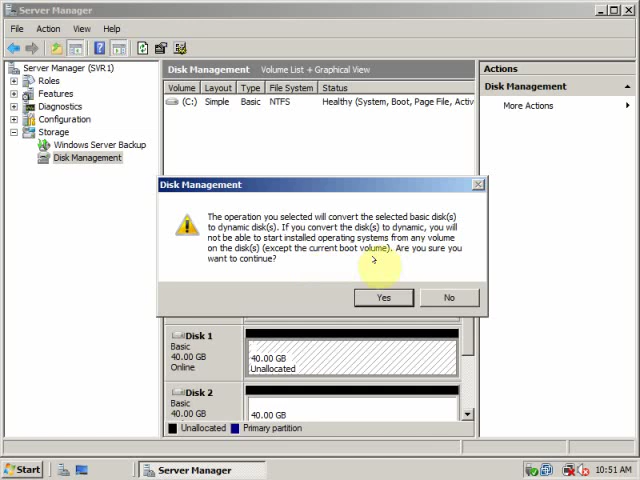 Server Manager
File Action View Help
Server Manager (SVR1)
Roles
Features
Diagnostics
Configuration
Storage
Windows Server Backup
Disk Management
Disk Management Volume List + Graphical View
Volume Layout Type File System Status
(C:) Simple Basic NTFS Healthy (System, Boot, Page File, Activ
Actions
Disk Management
More Actions
Disk Management
The operation you selected will convert the selected basic disk(s)
to dynamic disk(s). If you convert the disk(s) to dynamic, you will
not be able to start installed operating systems from any volume
on the disk(s) (except the current boot volume). Are you sure you
want to continue?
Yes No
Disk 1
Basic
40.00 GB
Online
40.00 GB
Unallocated
Disk 2
Basic
40.00 GB
40.00 GB
Unallocated Primary partition
Start Server Manager 10:51 AM